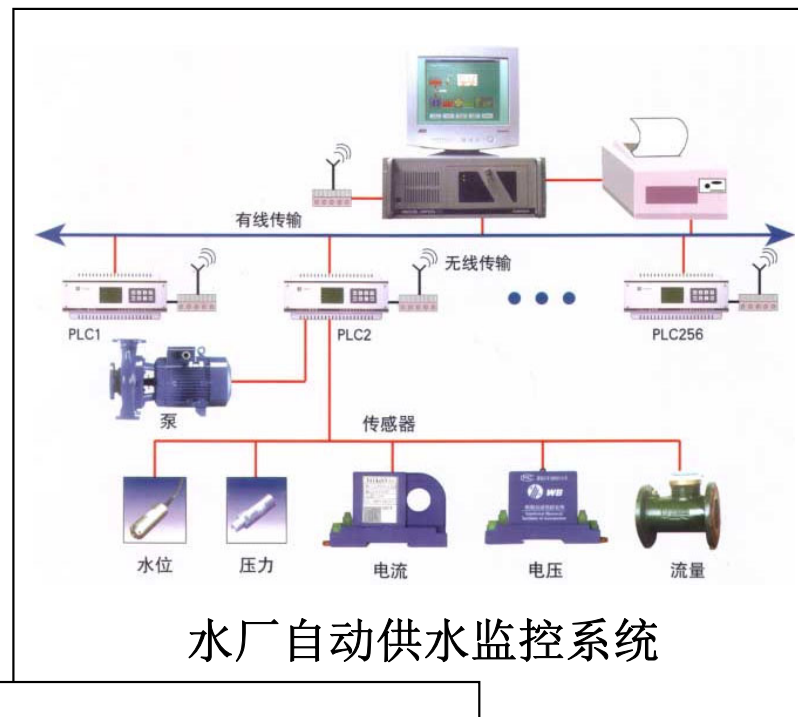 有线传输
无线传输
PLC1
PLC2
PLC256
泵
传感器
WB
水位
压力
电流
电压
流量
水厂自动供水监控系统